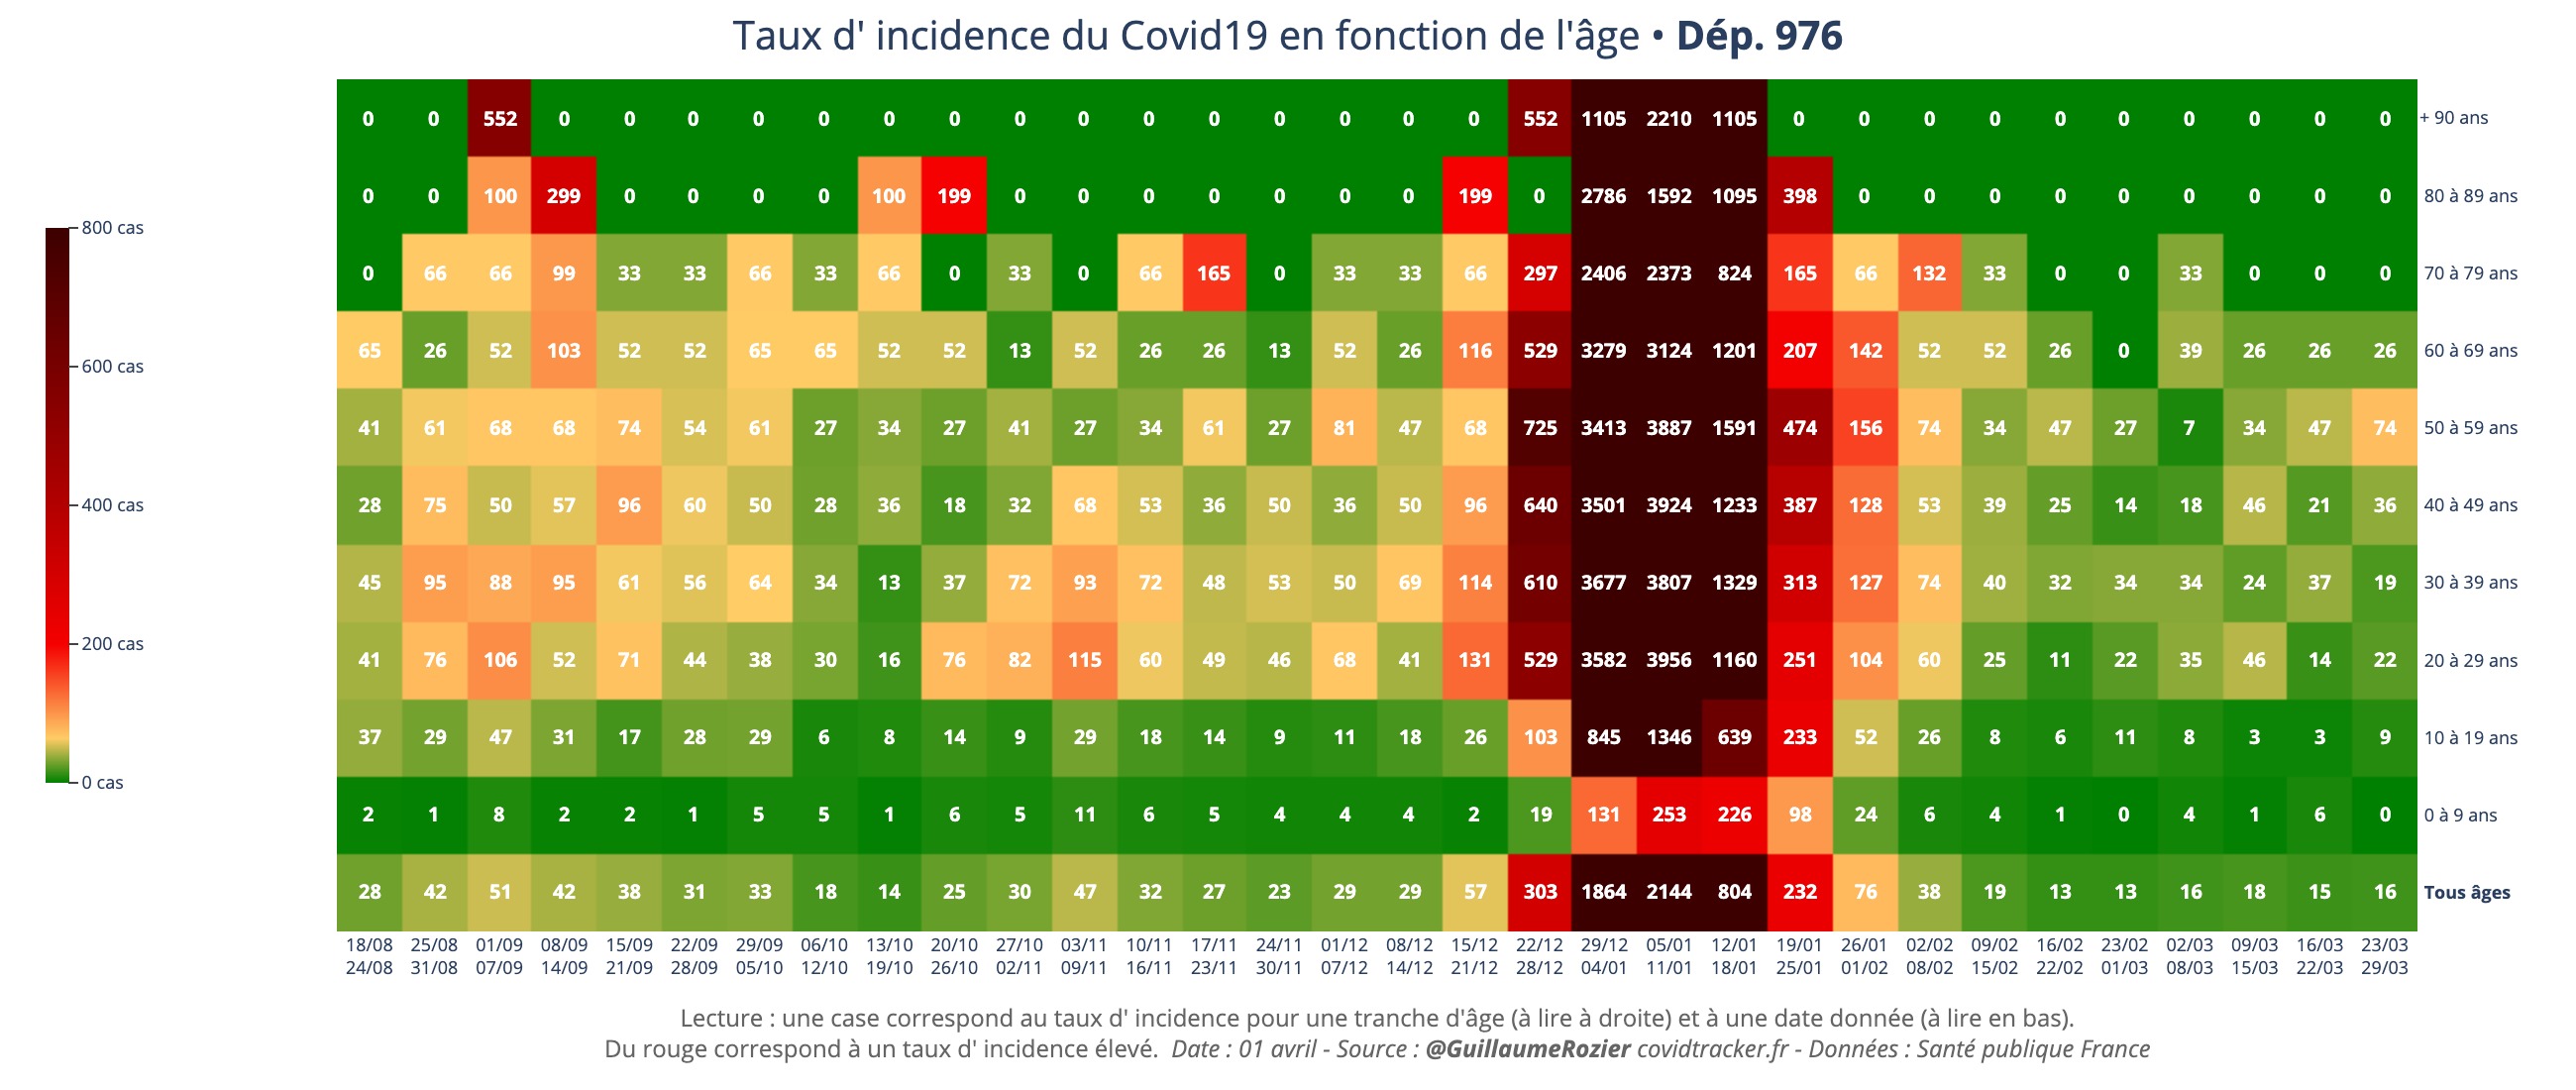 Taux d' incidence du Covid19 en fonction de l'âge • Dép. 976
800 cas
600 cas
400 cas
200 cas
0 cas
0 0 552 0 0 0 0 0 0 0 0 0 0 0 0 0 0 0 552 1105 2210 1105 0 0 0 0 0 0 0 0 0 0 + 90 ans
0 0 100 299 0 0 0 0 100 199 0 0 0 0 0 0 0 199 0 2786 1592 1095 398 0 0 0 0 0 0 0 0 0 80 à 89 ans
0 66 66 99 33 33 66 33 66 0 33 0 66 165 0 33 33 66 297 2406 2373 824 165 66 132 33 0 0 33 0 0 0 70 à 79 ans
65 26 52 103 52 52 65 65 52 52 13 52 26 26 13 52 26 116 529 3279 3124 1201 207 142 52 52 26 0 39 26 26 26 60 à 69 ans
41 61 68 68 74 54 61 27 34 27 41 27 34 61 27 81 47 68 725 3413 3887 1591 474 156 74 34 47 27 7 34 47 74 50 à 59 ans
28 75 50 57 96 60 50 28 36 18 32 68 53 36 50 36 50 96 640 3501 3924 1233 387 128 53 39 25 14 18 46 21 36 40 à 49 ans
45 95 88 95 61 56 64 34 13 37 72 93 72 48 53 50 69 114 610 3677 3807 1329 313 127 74 40 32 34 34 24 37 19 30 à 39 ans
41 76 106 52 71 44 38 30 16 76 82 115 60 49 46 68 41 131 529 3582 3956 1160 251 104 60 25 11 22 35 46 14 22 20 à 29 ans
37 29 47 31 17 28 29 6 8 14 9 29 18 14 9 11 18 26 103 845 1346 639 233 52 26 8 6 11 8 3 3 9 10 à 19 ans
2 1 8 2 2 1 5 5 1 6 5 11 6 5 4 4 4 2 19 131 253 226 98 24 6 4 1 0 4 1 6 0 0 à 9 ans
28 42 51 42 38 31 33 18 14 25 30 47 32 27 23 29 29 57 303 1864 2144 804 232 76 38 19 13 13 16 18 15 16 Tous âges
18/08 25/08 01/09 08/09 15/09 22/09 29/09 06/10 13/10 20/10 27/10 03/11 10/11 17/11 24/11 01/12 08/12 15/12 22/12 29/12 05/01 12/01 19/01 26/01 02/02 09/02 16/02 23/02 02/03 09/03 16/03 23/03
24/08 31/08 07/09 14/09 21/09 28/09 05/10 12/10 19/10 26/10 02/11 09/11 16/11 23/11 30/11 07/12 14/12 21/12 28/12 04/01 11/01 18/01 25/01 01/02 08/02 15/02 22/02 01/03 08/03 15/03 22/03 29/03
Lecture : une case correspond au taux d' incidence pour une tranche d'âge (à lire à droite) et à une date donnée (à lire en bas).
Du rouge correspond à un taux d' incidence élevé. Date : 01 avril - Source : @GuillaumeRozier covidtracker.fr - Données : Santé publique France